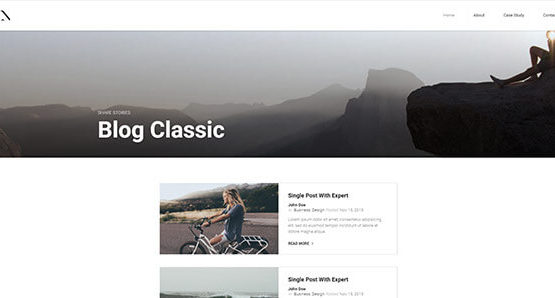 Home About Case Study
SHARE STORIES
Blog Classic
Single Post With Expert
John Doe
in Business, Design Posted Nov 15, 2019
Lorem ipsum dolor sit amet consectetur adipiscing
elit, sed do eiusmod tempor incididunt ut labore et
dolore magna aliqua.
READ MORE >
Single Post With Expert
John Doe
in Business, Design Posted Nov 15, 2019